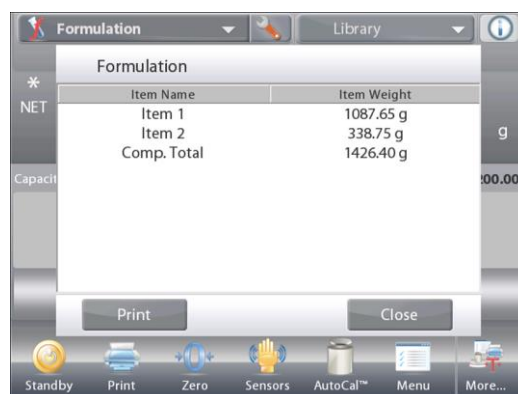 Formulation Library
Formulation
*
NET
Item Name Item Weight
Item 1 1087.65 g
Item 2 338.75 g
Comp. Total 1426.40 g
g
Capacit 200.00
Print Close
Standby Print Zero Sensors AutoCal™ Menu More...